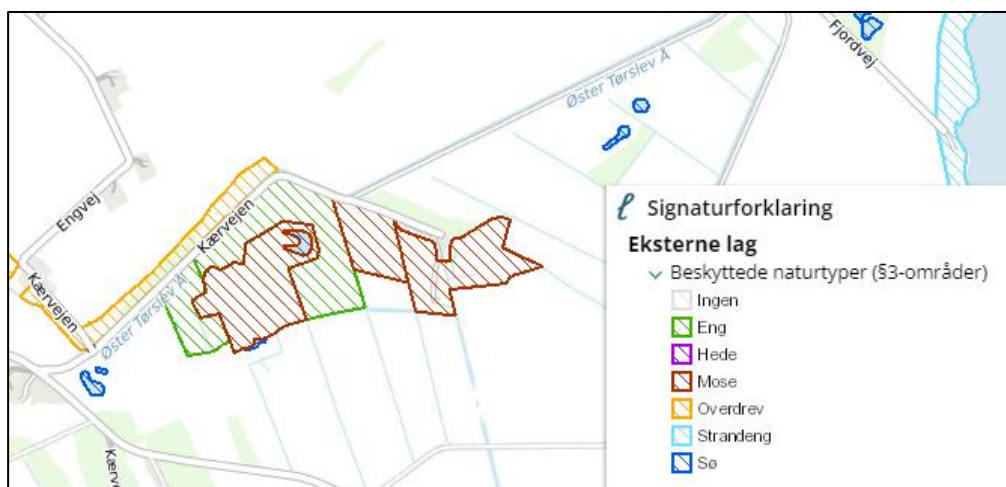 Fjordvej
Øster Tørslev Å
Engvej
Kærvejen
Kærvejen
Øster Tørslev Å
Signaturforklaring
Eksterne lag
Beskyttede naturtyper (§3-områder)
Ingen
Eng
Hede
Mose
Overdrev
Strandeng
Sø